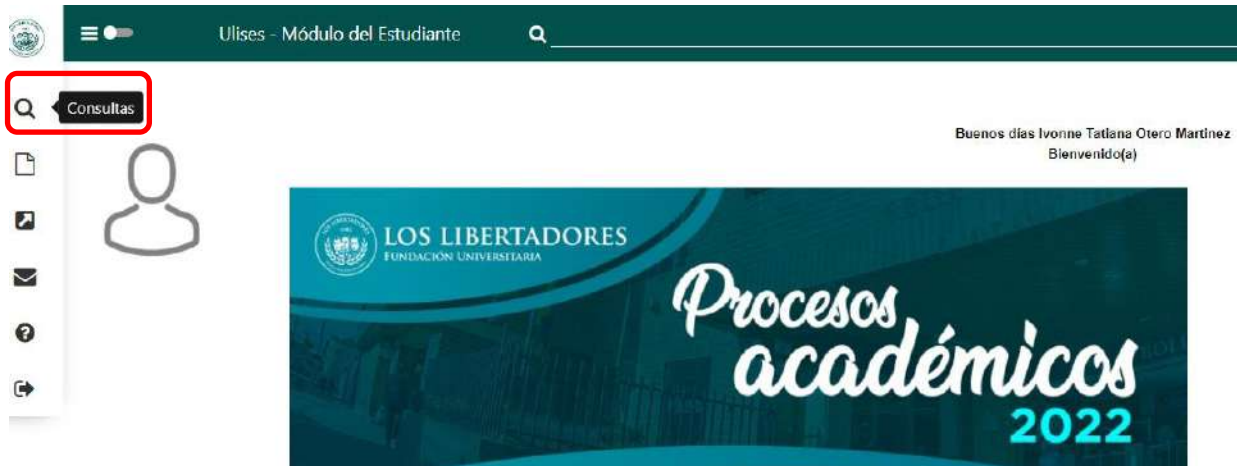 Ulises - Módulo del Estudiante
Consultas
Buenos días Ivonne Tatiana Otero Martinez
Bienvenido(a)
LOS LIBERTADORES
FUNDACIÓN UNIVERSITARIA
Procesos
académicos
2022